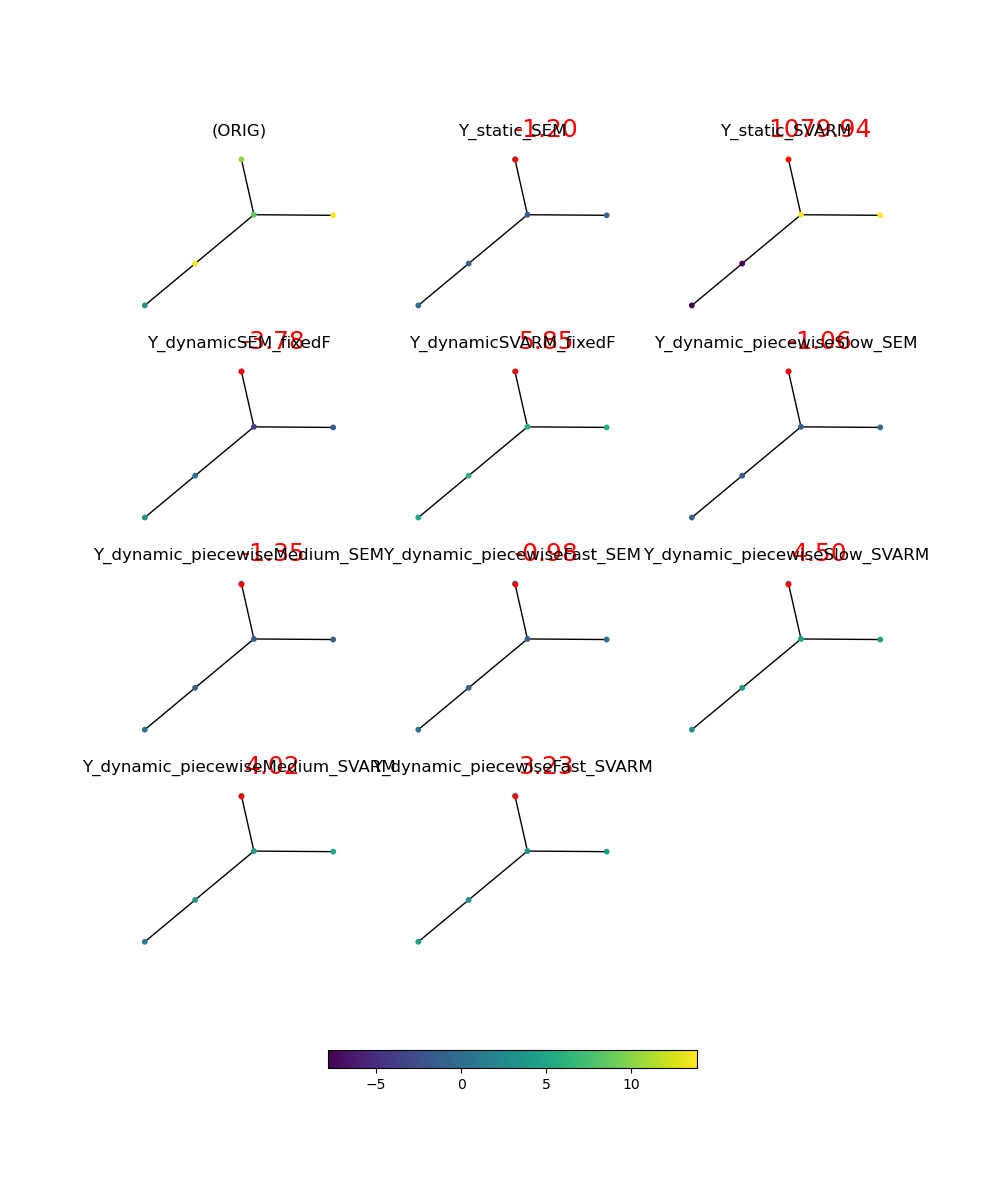 (ORIG)
Y_static_SEM
-1.20
Y_static_SVARM
1079.94
Y_dynamicSEM_fixedF
-3.78
Y_dynamicSVARM_fixedF
5.85
Y_dynamic_piecewiseSlow_SEM
-1.06
Y_dynamic_piecewiseMedium_SEM
-1.35
Y_dynamic_piecewiseFast_SEM
-0.98
Y_dynamic_piecewiseSlow_SVARM
4.50
Y_dynamic_piecewiseMedium_SVARM
4.02
Y_dynamic_piecewiseFast_SVARM
3.23
−5 0 5 10